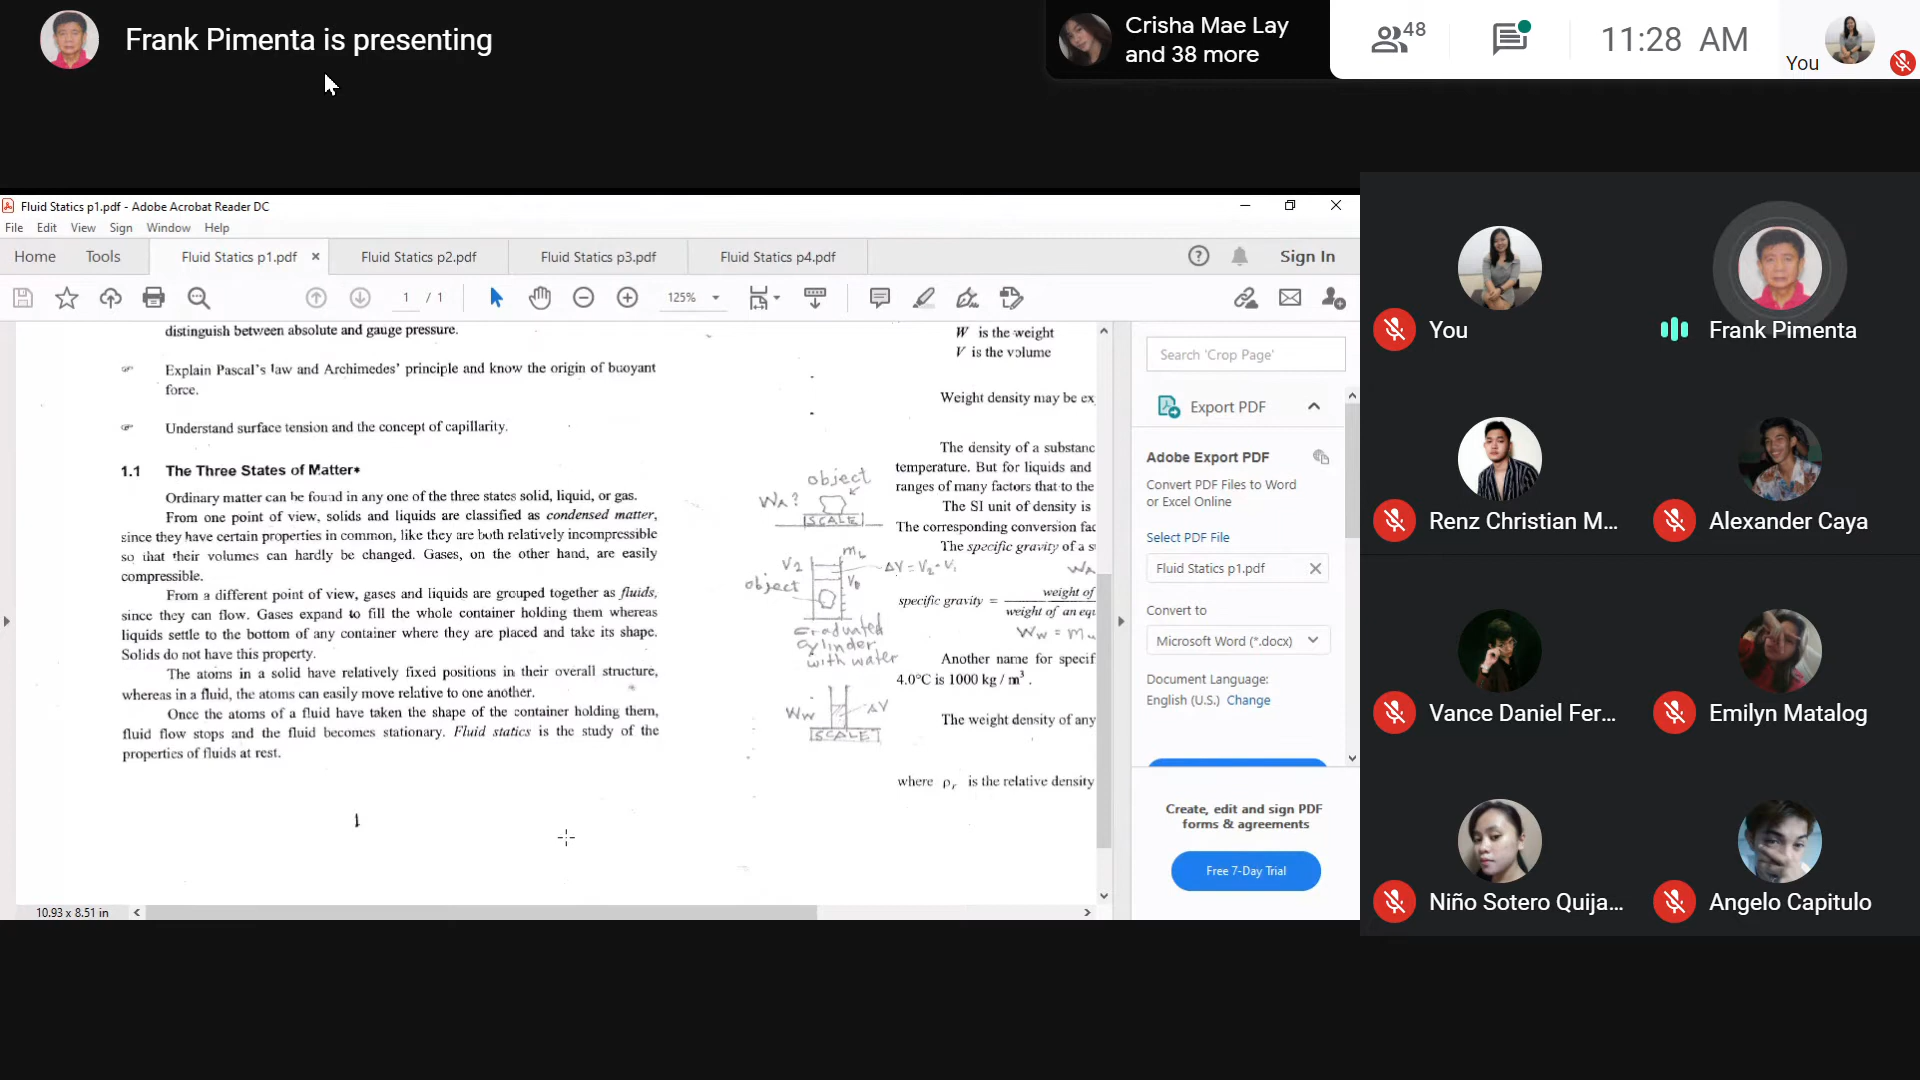 Frank Pimenta is presenting
Crisha Mae Lay
and 38 more
48
11:28 AM
You
Fluid Statics p1.pdf - Adobe Acrobat Reader DC
File Edit View Sign Window Help
Home Tools Fluid Statics p1.pdf Fluid Statics p2.pdf Fluid Statics p3.pdf Fluid Statics p4.pdf Sign In
1 / 1 125%
distinguish between absolute and gauge pressure.
Explain Pascal's law and Archimedes' principle and know the origin of buoyant
force.
Understand surface tension and the concept of capillarity.
1.1 The Three States of Matter*
Ordinary matter can be found in any one of the three states solid, liquid, or gas.
From one point of view, solids and liquids are classified as condensed matter,
since they have certain properties in common, like they are both relatively incompressible
so that their volumes can hardly be changed. Gases, on the other hand, are easily
compressible.
From a different point of view, gases and liquids are grouped together as fluids,
since they can flow. Gases expand to fill the whole container holding them whereas
liquids settle to the bottom of any container where they are placed and take its shape.
Solids do not have this property.
The atoms in a solid have relatively fixed positions in their overall structure,
whereas in a fluid, the atoms can easily move relative to one another.
Once the atoms of a fluid have taken the shape of the container holding them,
fluid flow stops and the fluid becomes stationary. Fluid statics is the study of the
properties of fluids at rest.
1
object
WA?
SCALE
mL
V2
ΔV = V2 - V1
object
graduated
cylinder
with water
Ww
ΔV
SCALE
W is the weight
V is the volume
Weight density may be ex
The density of a substanc
temperature. But for liquids and
ranges of many factors that to the
The SI unit of density is
The corresponding conversion fac
The specific gravity of a s
WA
specific gravity = weight of
weight of an equ
Ww = m
Another name for specif
4.0°C is 1000 kg / m³ .
The weight density of any
where ρr is the relative density
10.93 x 8.51 in
Search 'Crop Page'
Export PDF
Adobe Export PDF
Convert PDF Files to Word
or Excel Online
Select PDF File
Fluid Statics p1.pdf
Convert to
Microsoft Word (*.docx)
Document Language:
English (U.S.) Change
Create, edit and sign PDF
forms & agreements
Free 7-Day Trial
You
Frank Pimenta
Renz Christian M...
Alexander Caya
Vance Daniel Fer...
Emilyn Matalog
Niño Sotero Quija...
Angelo Capitulo